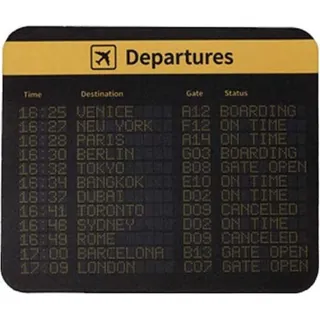 Departures
Time Destination Gate Status
16:25 VENICE A12 BOARDING
16:27 NEW YORK F12 ON TIME
16:28 PARIS A14 ON TIME
16:30 BERLIN G03 BOARDING
16:32 TOKYO B08 GATE OPEN
16:34 BANGKOK E10 ON TIME
16:37 DUBAI D02 ON TIME
16:41 TORONTO D09 CANCELED
16:46 SYDNEY D02 ON TIME
16:49 ROME D09 CANCELED
17:00 BARCELONA B13 GATE OPEN
17:09 LONDON C07 GATE OPEN